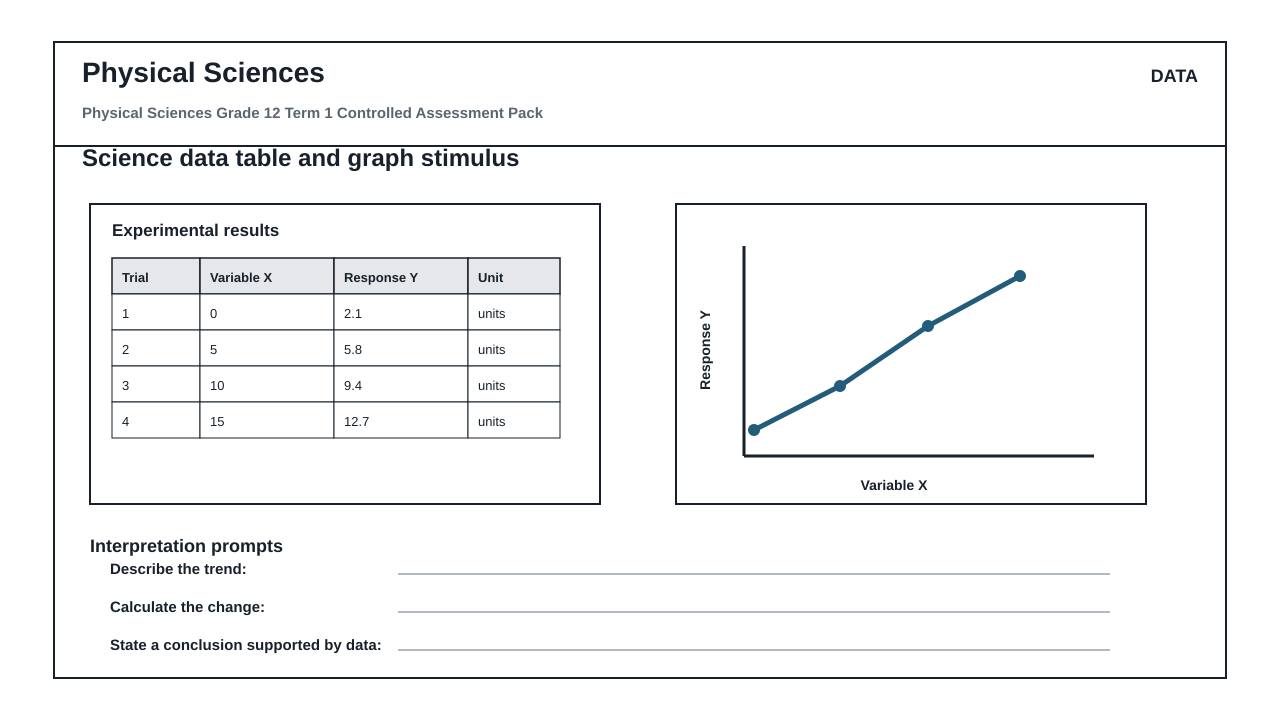 Physical Sciences
DATA
Physical Sciences Grade 12 Term 1 Controlled Assessment Pack
Science data table and graph stimulus
Experimental results
Trial Variable X Response Y Unit
1 0 2.1 units
2 5 5.8 units
3 10 9.4 units
4 15 12.7 units
Response Y
Variable X
Interpretation prompts
Describe the trend:
Calculate the change:
State a conclusion supported by data: